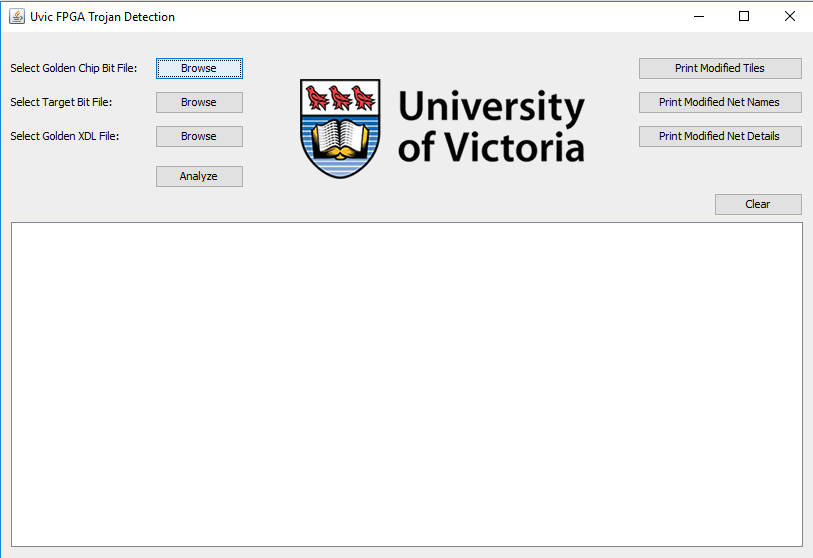 Uvic FPGA Trojan Detection
Select Golden Chip Bit File:
Browse
Print Modified Tiles
Select Target Bit File:
Browse
University
of Victoria
Print Modified Net Names
Select Golden XDL File:
Browse
Print Modified Net Details
Analyze
Clear